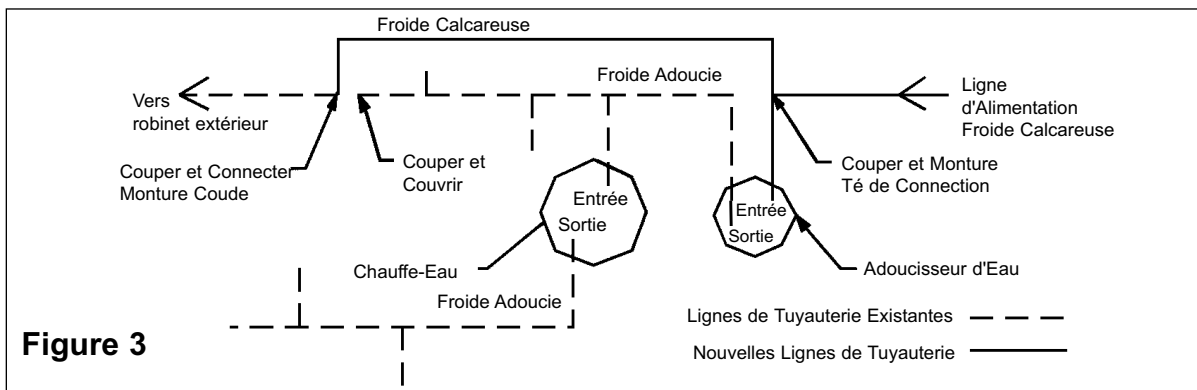 Froide Calcareuse
Froide Adoucie
Vers
robinet extérieur
Ligne
d'Alimentation
Froide Calcareuse
Couper et Connecter
Monture Coude
Couper et
Couvrir
Couper et Monture
Té de Connection
Entrée
Sortie
Entrée
Sortie
Chauffe-Eau
Adoucisseur d'Eau
Froide Adoucie
Lignes de Tuyauterie Existantes
Figure 3
Nouvelles Lignes de Tuyauterie